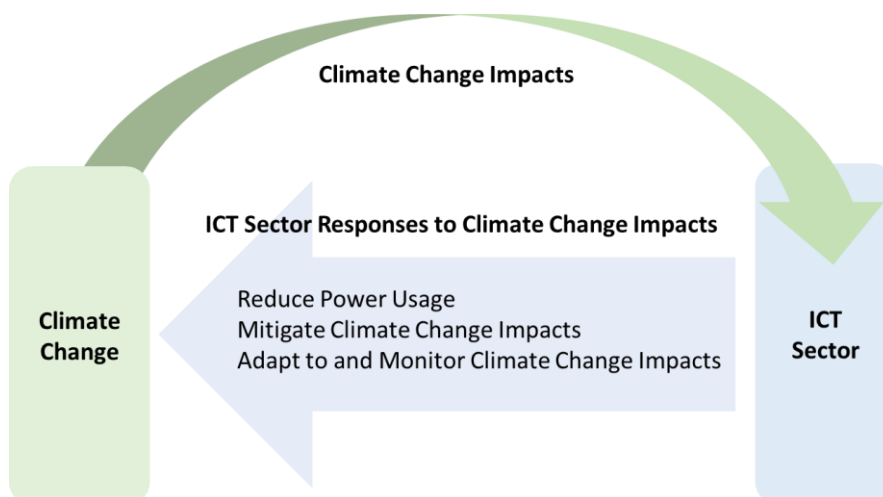 Climate Change Impacts
ICT Sector Responses to Climate Change Impacts
Reduce Power Usage
Mitigate Climate Change Impacts
Adapt to and Monitor Climate Change Impacts
Climate
Change
ICT
Sector